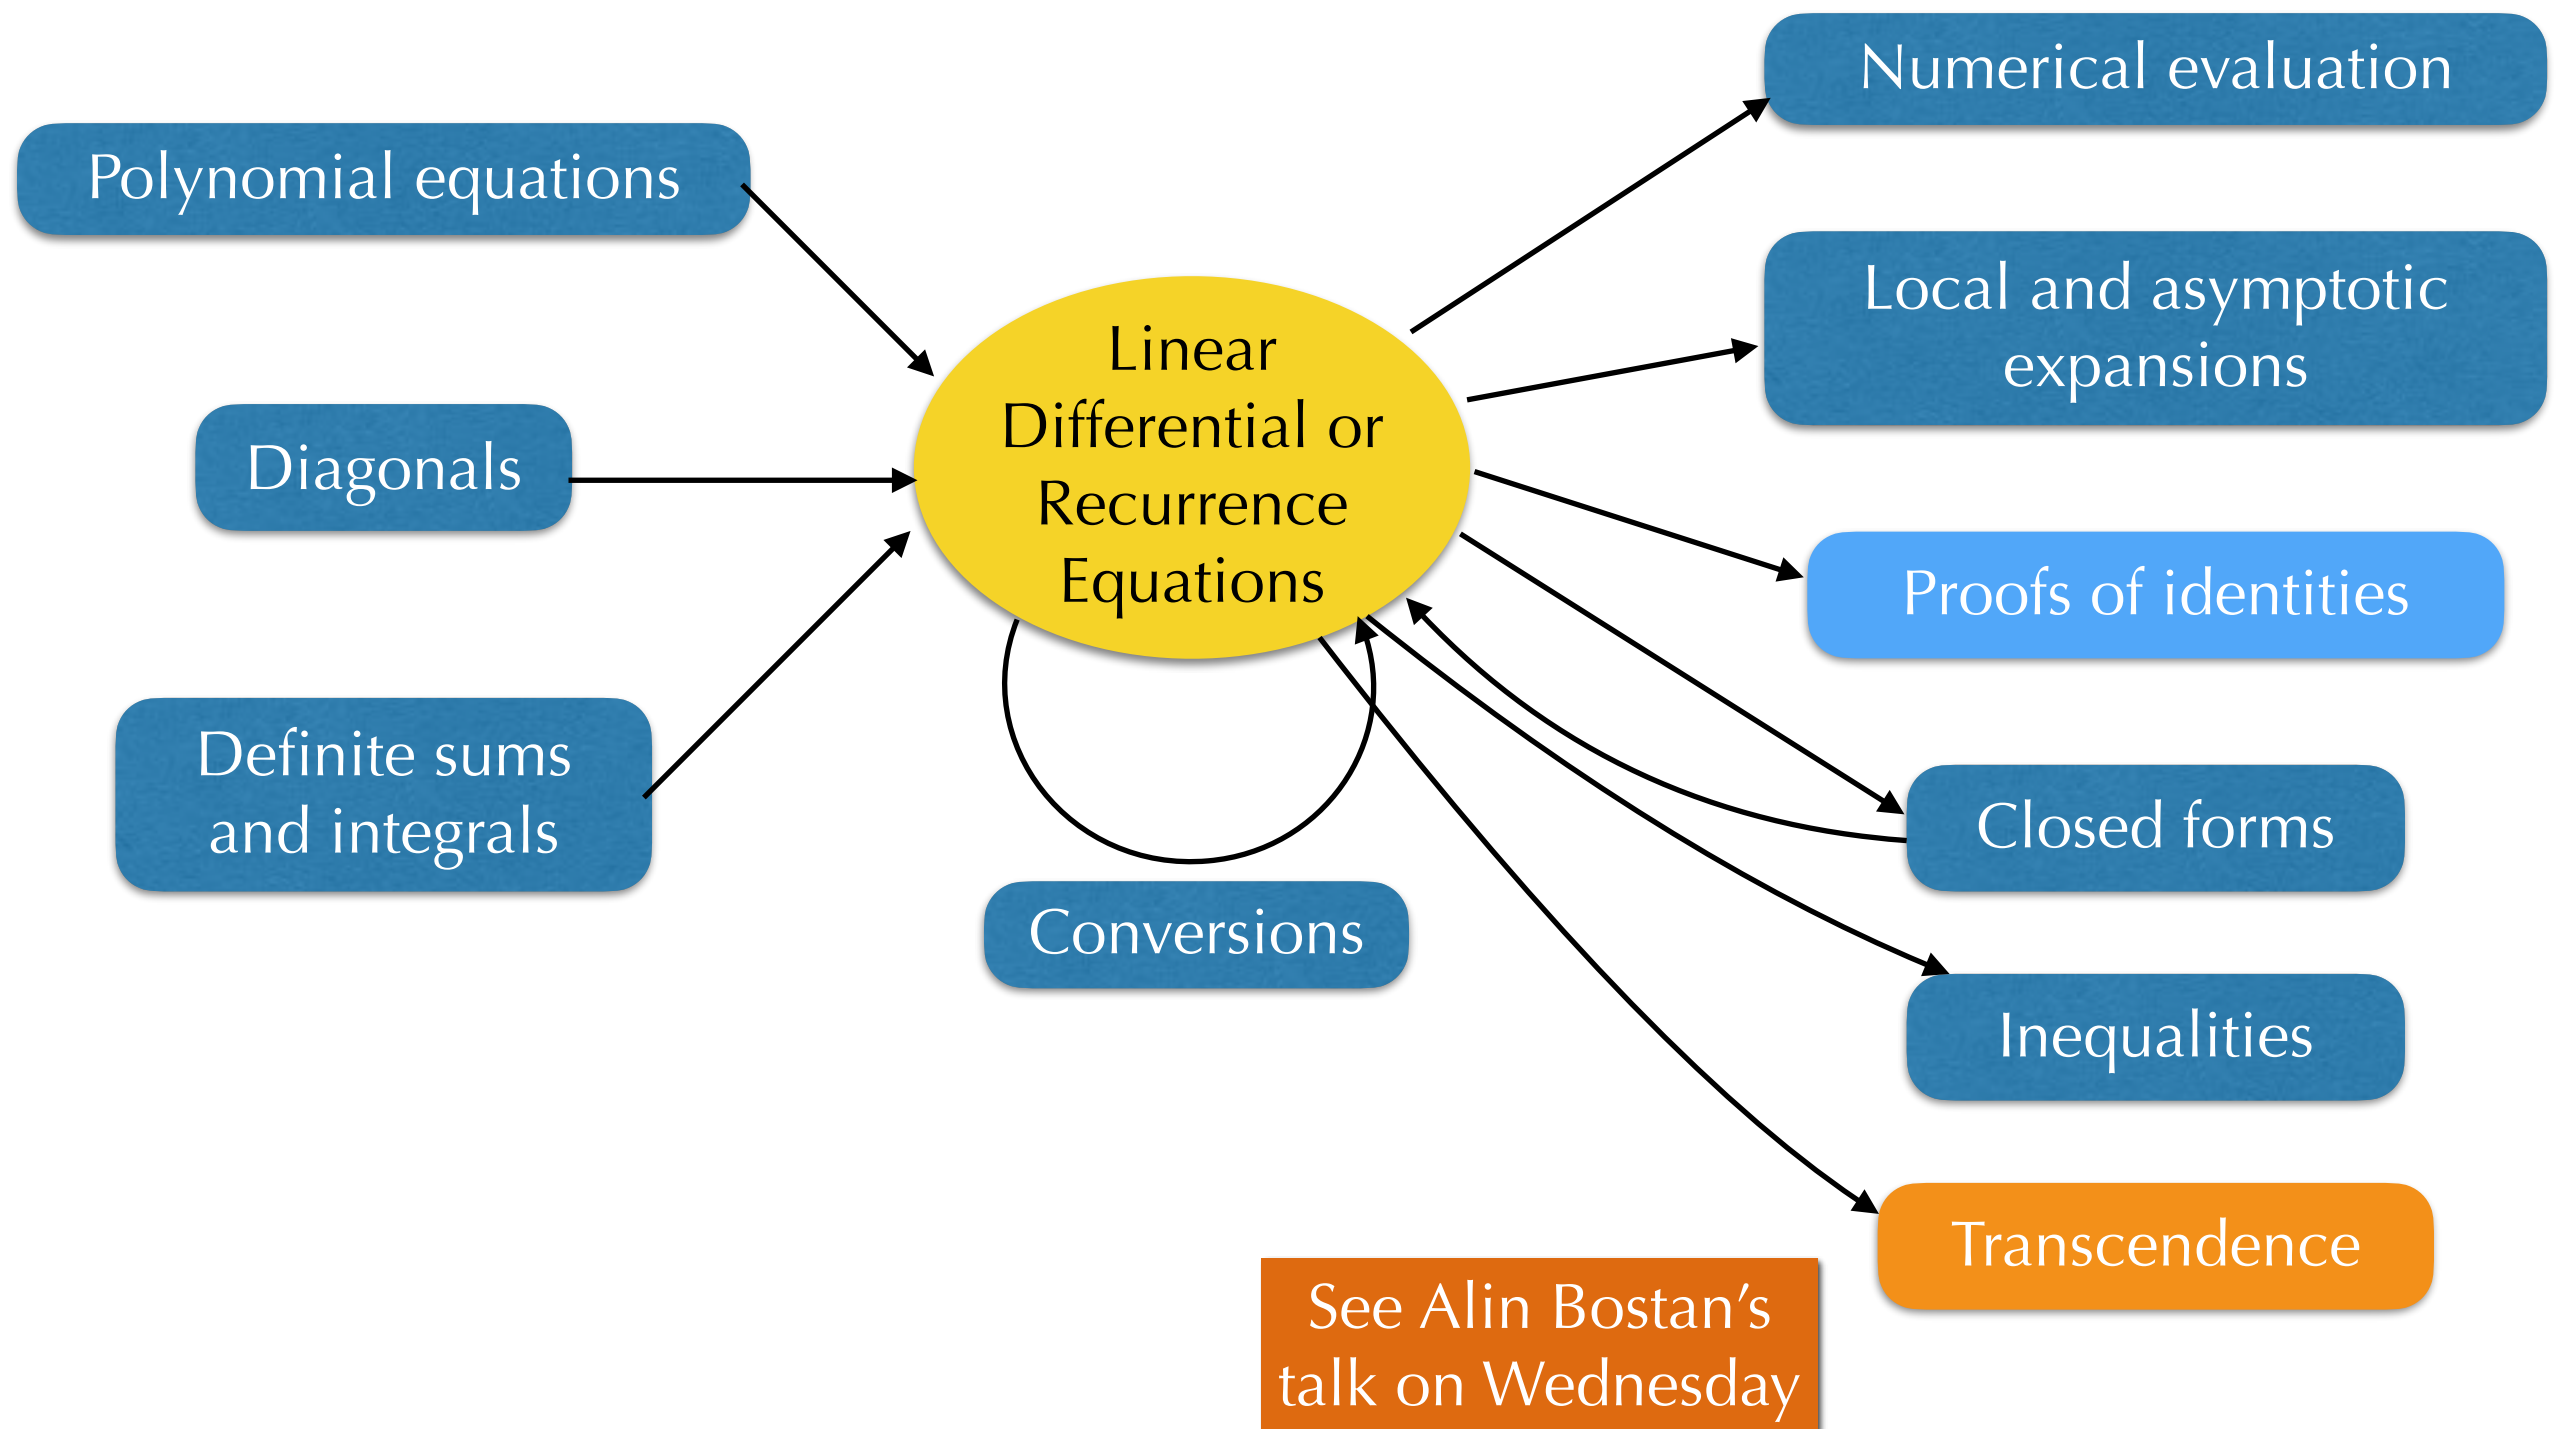 Numerical evaluation
Polynomial equations
Local and asymptotic
expansions
Linear
Differential or
Recurrence
Equations
Diagonals
Proofs of identities
Definite sums
and integrals
Closed forms
Conversions
Inequalities
Transcendence
See Alin Bostan’s
talk on Wednesday